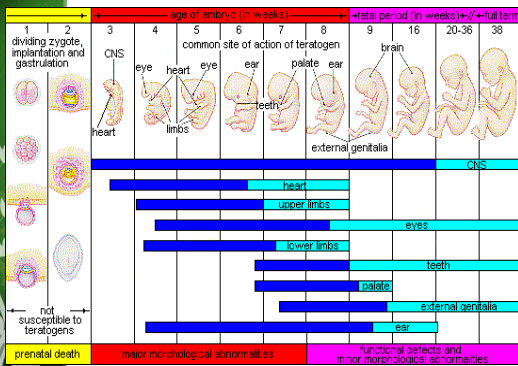 age of embryo (in weeks)
fetal period (in weeks)
full term
1
2
3
4
5
6
7
8
9
16
20-36
38
dividing zygote,
implantation and
gastrulation
common site of action of teratogen
CNS
heart
eye
heart
limbs
eye
ear
teeth
palate
ear
brain
external genitalia
CNS
heart
upper limbs
eyes
lower limbs
teeth
palate
external genitalia
ear
not
susceptible to
teratogens
prenatal death
major morphological abnormalities
functional defects and
minor morphological abnormalities